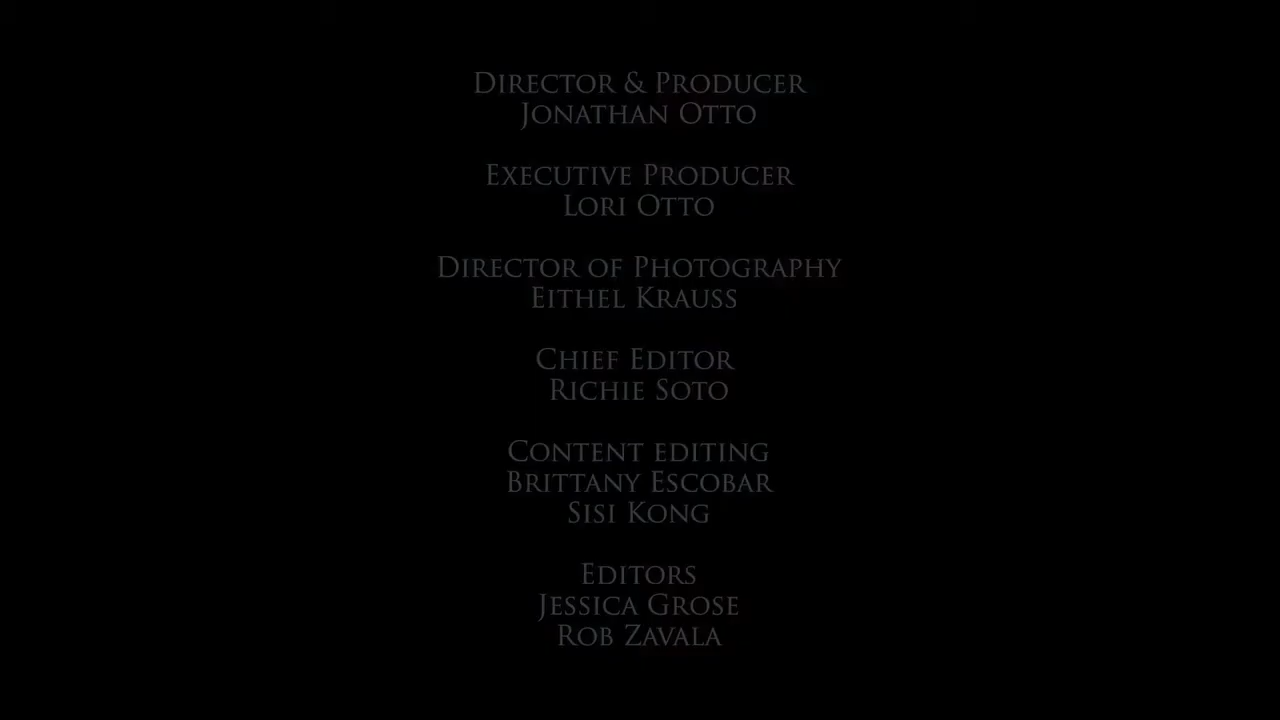 Director & Producer
Jonathan Otto
Executive Producer
Lori Otto
Director of Photography
Eithel Krauss
Chief Editor
Richie Soto
Content editing
Brittany Escobar
Sisi Kong
Editors
Jessica Grose
Rob Zavala